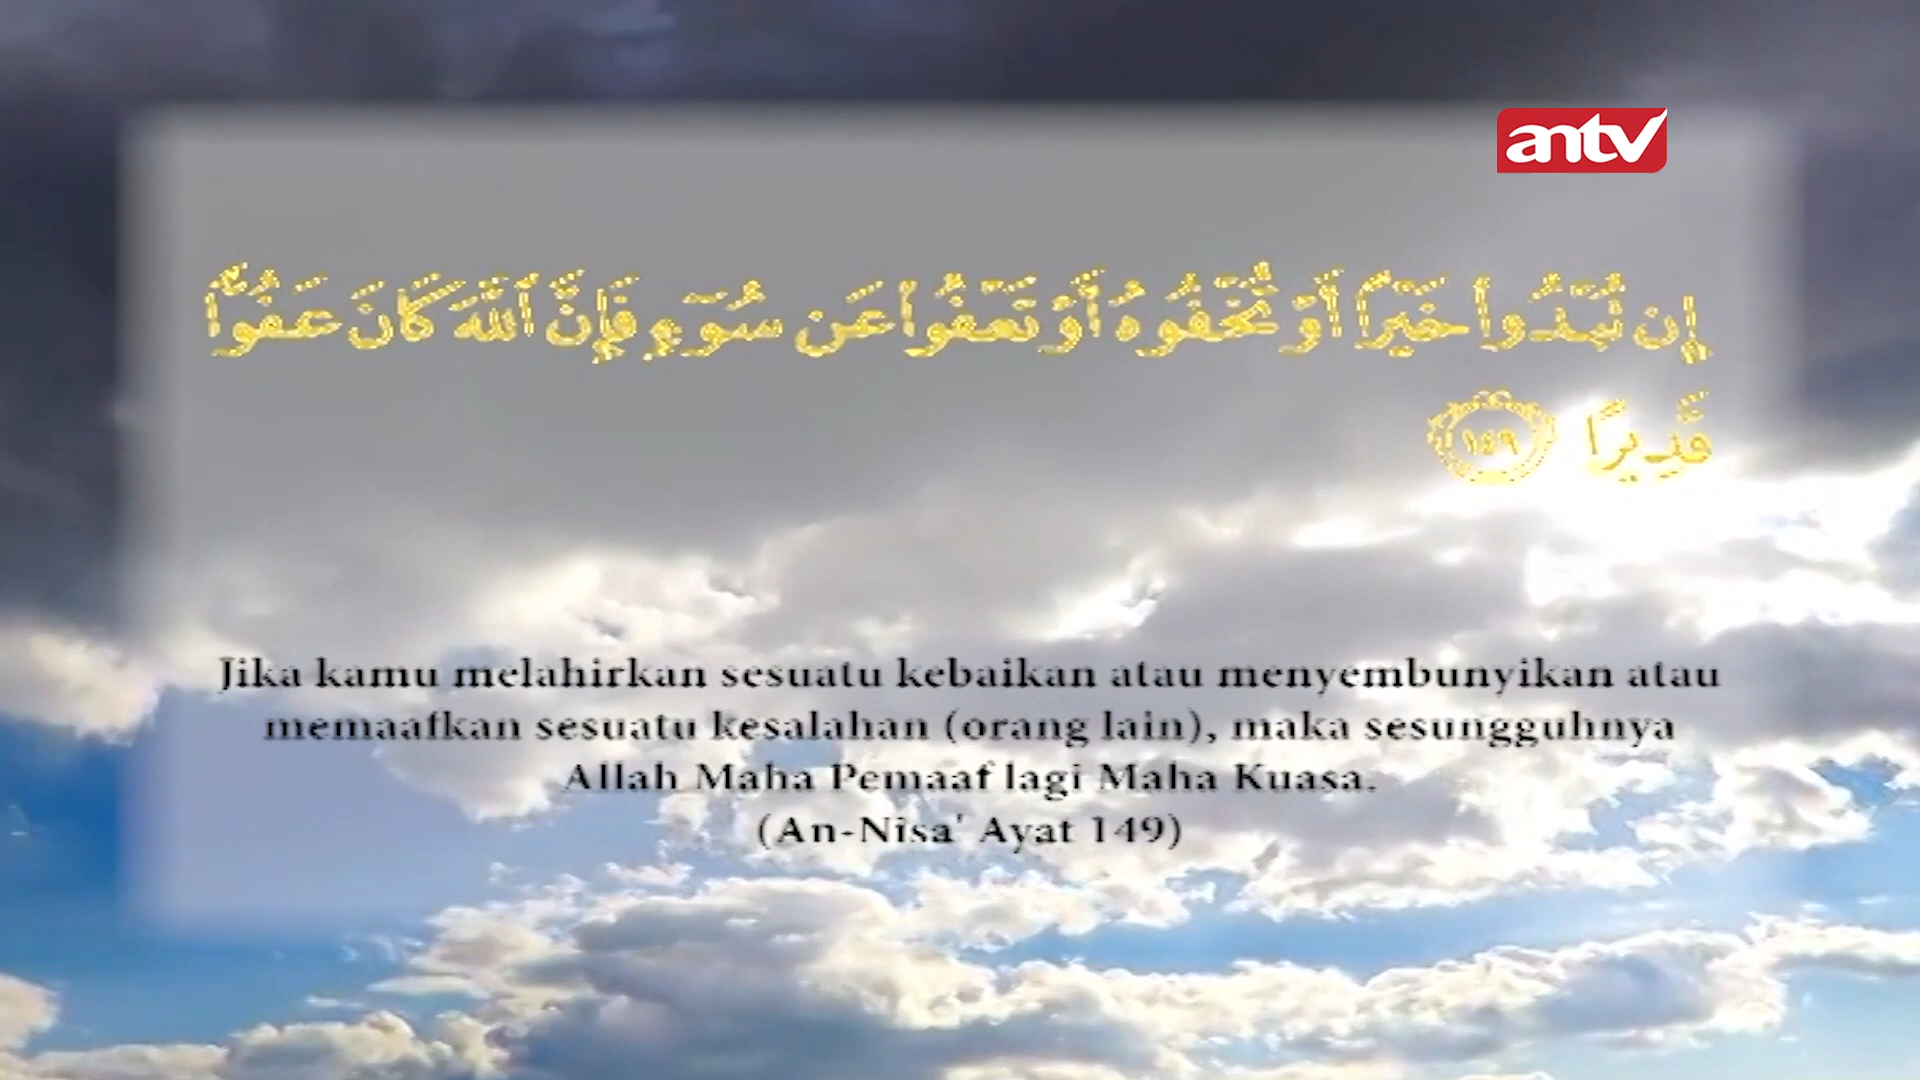 antv
إِن تُبْدُوا۟ خَيْرًا أَوْ تُخْفُوهُ أَوْ تَعْفُوا۟ عَن سُوٓءٍ فَإِنَّ ٱللَّهَ كَانَ عَفُوًّا
قَدِيرًا ١٤٩
Jika kamu melahirkan sesuatu kebaikan atau menyembunyikan atau
memaafkan sesuatu kesalahan (orang lain), maka sesungguhnya
Allah Maha Pemaaf lagi Maha Kuasa.
(An-Nisa' Ayat 149)